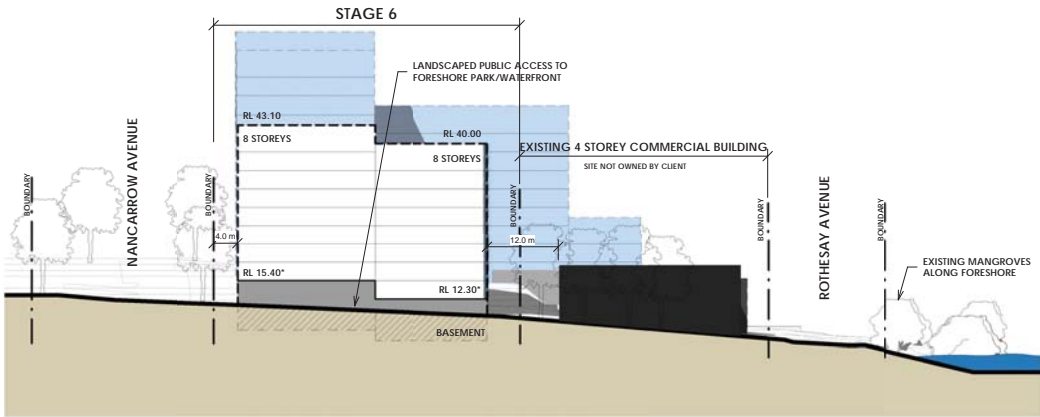 STAGE 6
LANDSCAPED PUBLIC ACCESS TO
FORESHORE PARK/WATERFRONT
RL 43.10
8 STOREYS
RL 40.00
8 STOREYS
EXISTING 4 STOREY COMMERCIAL BUILDING
SITE NOT OWNED BY CLIENT
NANCARROW AVENUE
ROTHESAY AVENUE
BOUNDARY
BOUNDARY
BOUNDARY
BOUNDARY
BOUNDARY
4.0 m
12.0 m
RL 15.40*
RL 12.30*
BASEMENT
EXISTING MANGROVES
ALONG FORESHORE